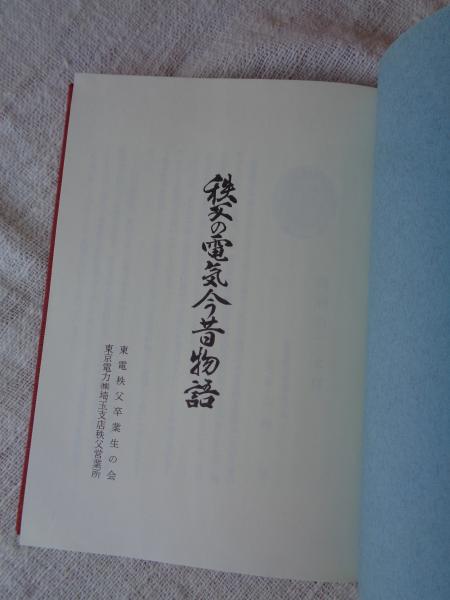 秩父の電気今昔物語
東電秩父卒業生の会
東京電力㈱埼玉支店秩父営業所